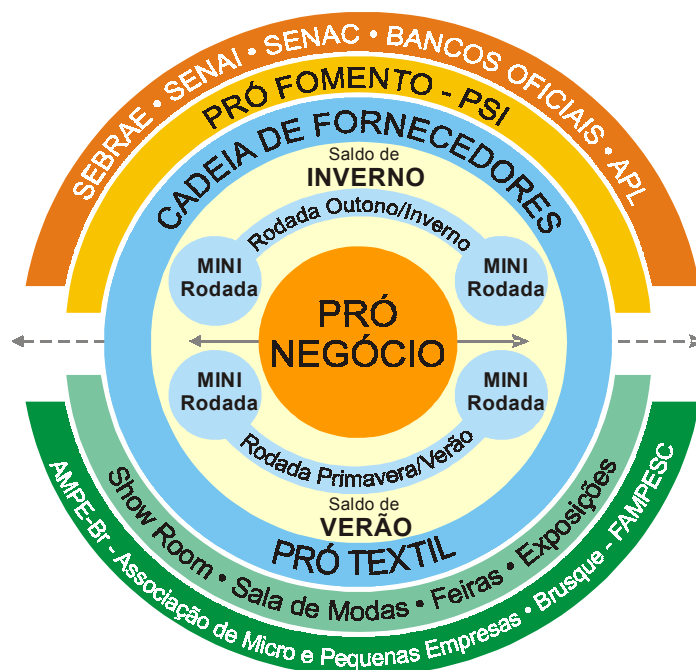 SEBRAE • SENAI • SENAC • BANCOS OFICIAIS • APL
PRÓ FOMENTO - PSI
CADEIA DE FORNECEDORES
Saldo de
INVERNO
Rodada Outono/Inverno
MINI
Rodada
MINI
Rodada
PRÓ
NEGÓCIO
MINI
Rodada
MINI
Rodada
Rodada Primavera/Verão
Saldo de
VERÃO
PRÓ TEXTIL
Show Room • Sala de Modas • Feiras • Exposições
AMPE-Br - Associação de Micro e Pequenas Empresas • Brusque - FAMPESC